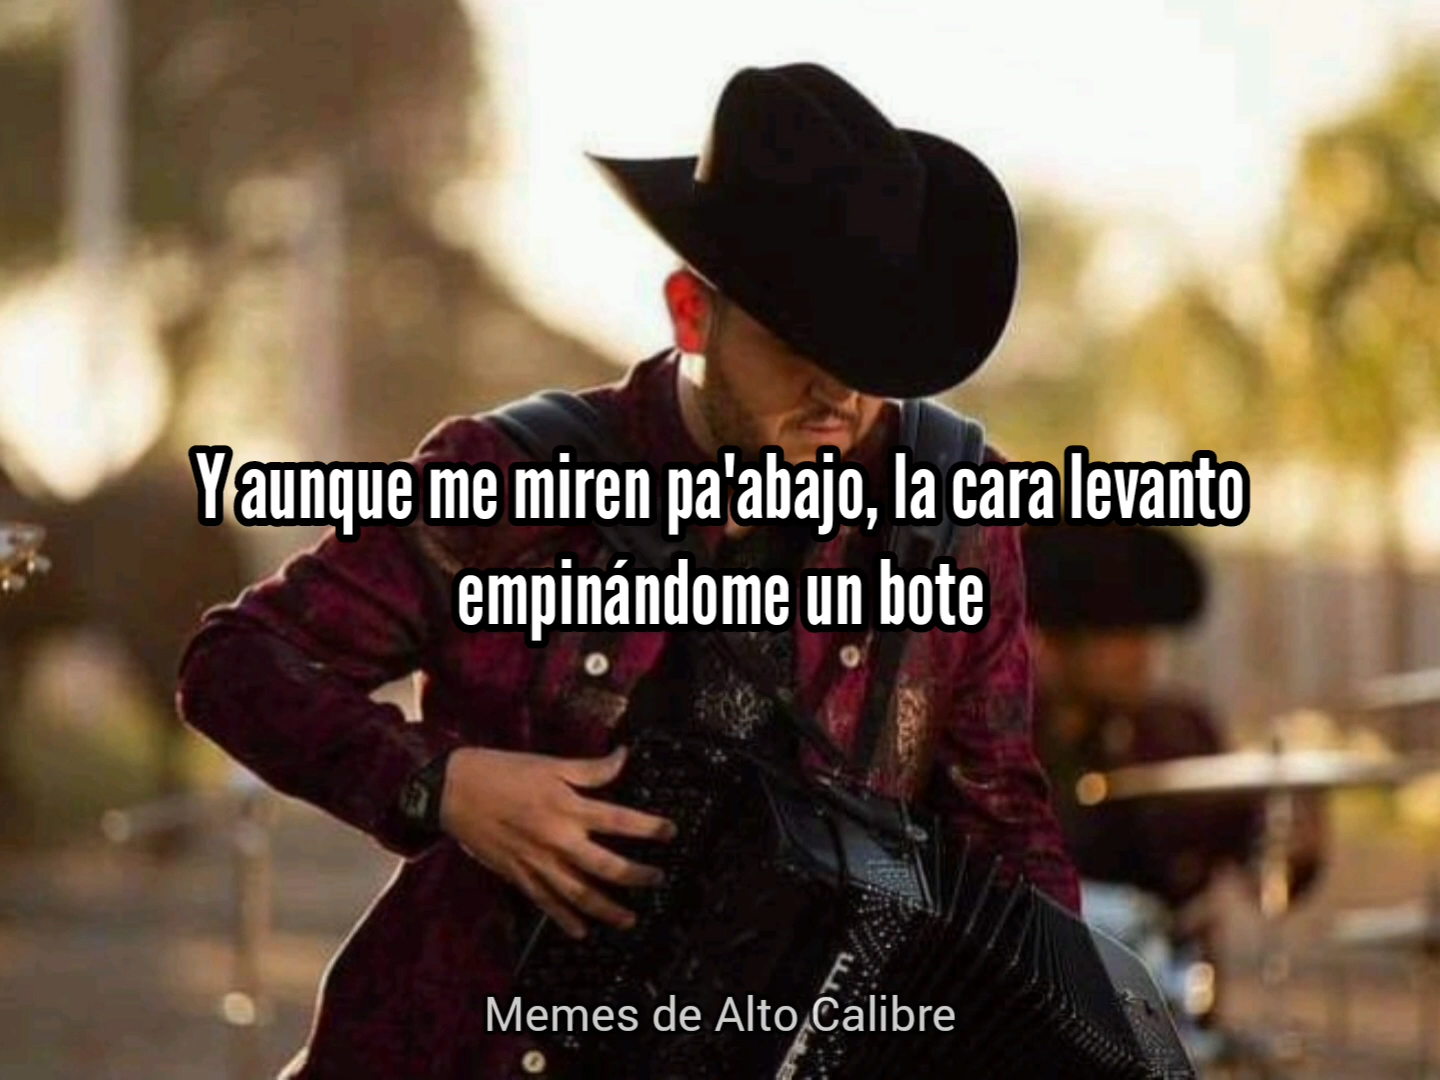 Y aunque me miren pa'abajo, la cara levanto
empinándome un bote
Memes de Alto Calibre